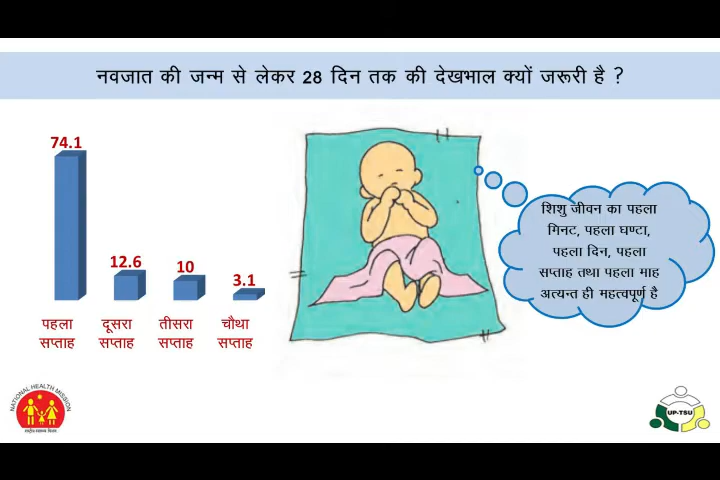 नवजात की जन्म से लेकर 28 दिन तक की देखभाल क्यों जरूरी है ?
74.1
12.6
10
3.1
पहला सप्ताह
दूसरा सप्ताह
तीसरा सप्ताह
चौथा सप्ताह
शिशु जीवन का पहला
मिनट, पहला घण्टा,
पहला दिन, पहला
सप्ताह तथा पहला माह
अत्यन्त ही महत्वपूर्ण है
NATIONAL HEALTH MISSION
राष्ट्रीय स्वास्थ्य मिशन
UP-TSU